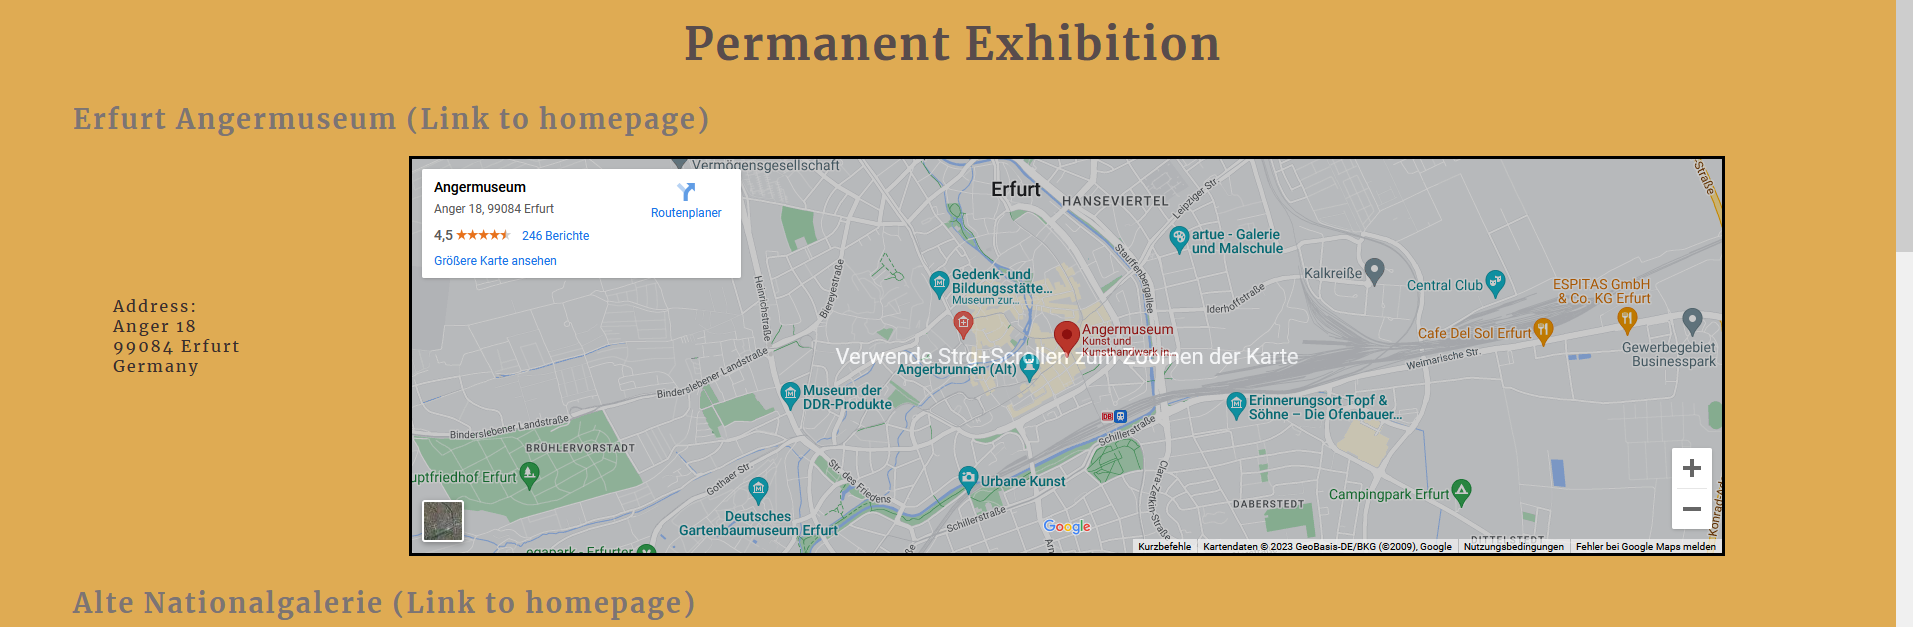 Permanent Exhibition
Erfurt Angermuseum (Link to homepage)
Address:
Anger 18
99084 Erfurt
Germany
Angermuseum
Anger 18, 99084 Erfurt
Routenplaner
4,5
246 Berichte
Größere Karte ansehen
Vermögensgesellschaft
Erfurt
HANSEVIERTEL
Leipziger Str.
-Straße
artue - Galerie
und Malschule
Stauffenbergallee
Heinrichstraße
Biereyestraße
Gedenk- und
Bildungsstätte...
Museum zur...
Kalkreiße
Central Club
ESPITAS GmbH
& Co. KG Erfurt
Iderhoffstraße
Angermuseum
Kunst und
Kunsthandwerk in...
Cafe Del Sol Erfurt
Gewerbegebiet
Businesspark
Verwende Strg+Scrollen zum Zoomen der Karte
Angerbrunnen (Alt)
Weimarische Str.
Binderslebener Landstraße
Museum der
DDR-Produkte
Erinnerungsort Topf &
Söhne – Die Ofenbauer...
DB
Binderslebener Landstraße
Schillerstraße
BRÜHLERVORSTADT
uptfriedhof Erfurt
Gothaer Str.
Str. des Friedens
Clara-Zetkin-Straße
Urbane Kunst
Campingpark Erfurt
DABERSTEDT
Deutsches
Gartenbaumuseum Erfurt
Schillerstraße
Google
Konrad-Ad
egapark - Erfurter
DITTELSTEDT
Kurzbefehle
Kartendaten © 2023 GeoBasis-DE/BKG (©2009), Google
Nutzungsbedingungen
Fehler bei Google Maps melden
Alte Nationalgalerie (Link to homepage)